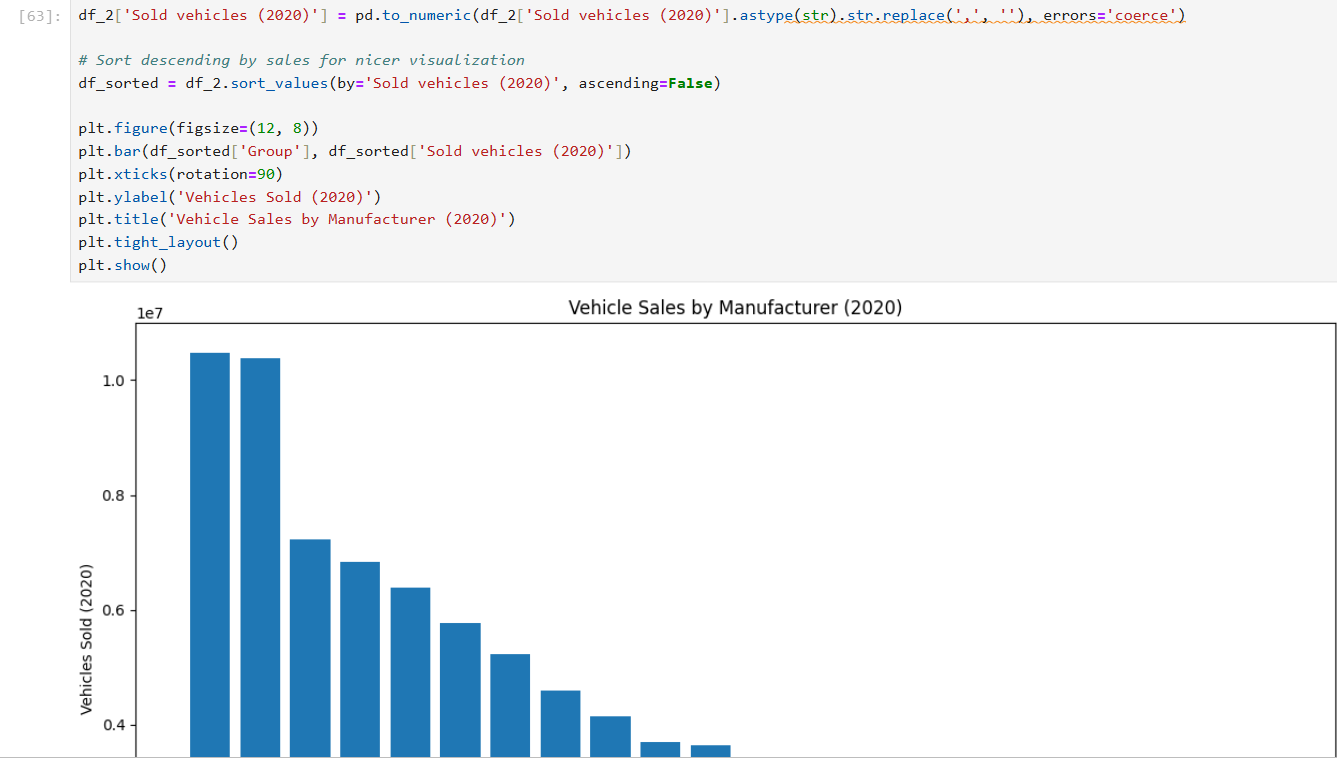 [63]: df_2['Sold vehicles (2020)'] = pd.to_numeric(df_2['Sold vehicles (2020)'].astype(str).str.replace(',', ''), errors='coerce')
# Sort descending by sales for nicer visualization
df_sorted = df_2.sort_values(by='Sold vehicles (2020)', ascending=False)
plt.figure(figsize=(12, 8))
plt.bar(df_sorted['Group'], df_sorted['Sold vehicles (2020)'])
plt.xticks(rotation=90)
plt.ylabel('Vehicles Sold (2020)')
plt.title('Vehicle Sales by Manufacturer (2020)')
plt.tight_layout()
plt.show()
Vehicle Sales by Manufacturer (2020)
1e7
1.0
0.8
0.6
0.4
Vehicles Sold (2020)